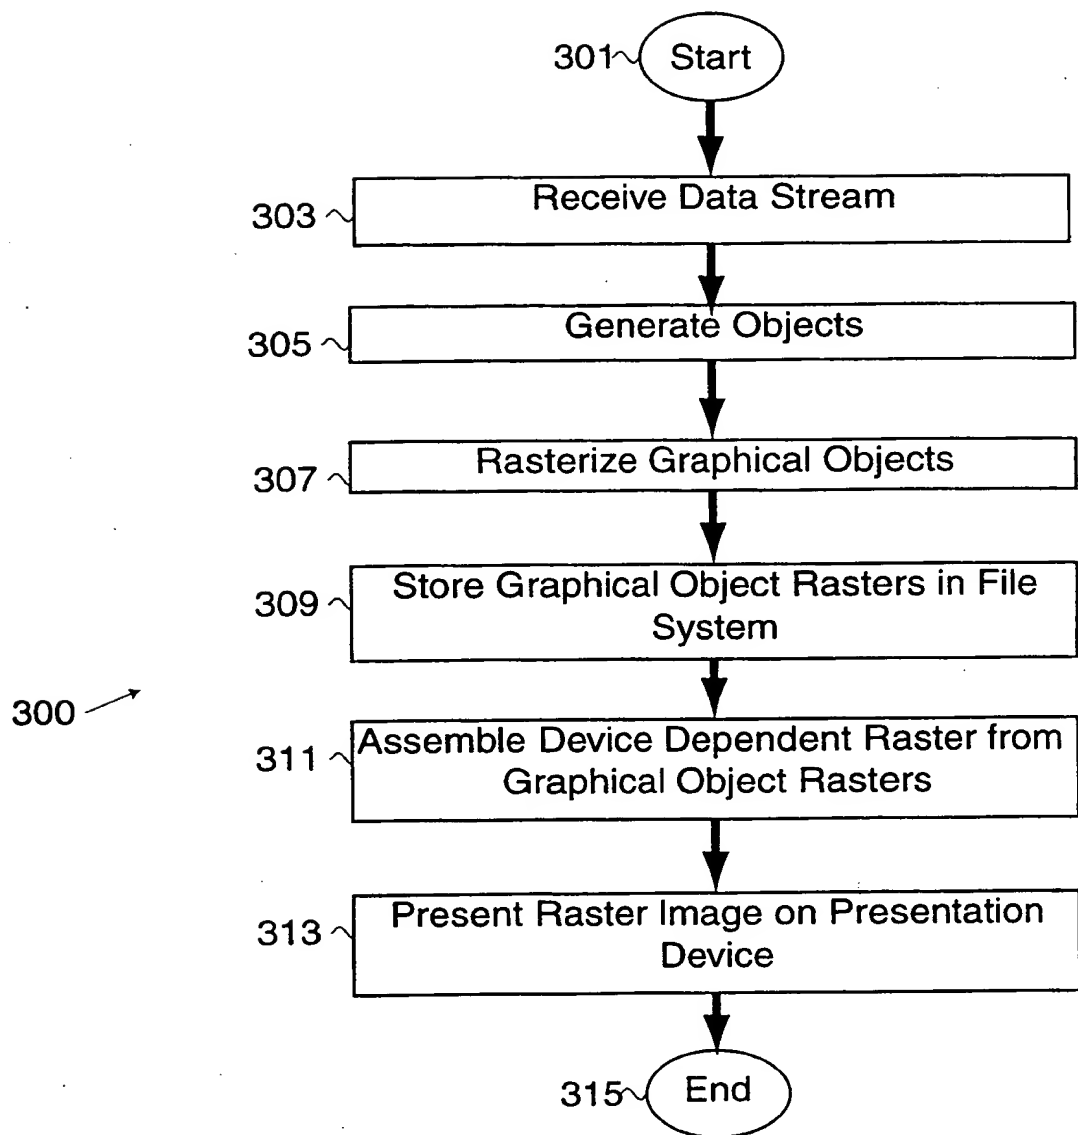 301 Start
303 Receive Data Stream
305 Generate Objects
307 Rasterize Graphical Objects
309 Store Graphical Object Rasters in File
System
300
311 Assemble Device Dependent Raster from
Graphical Object Rasters
313 Present Raster Image on Presentation
Device
315 End